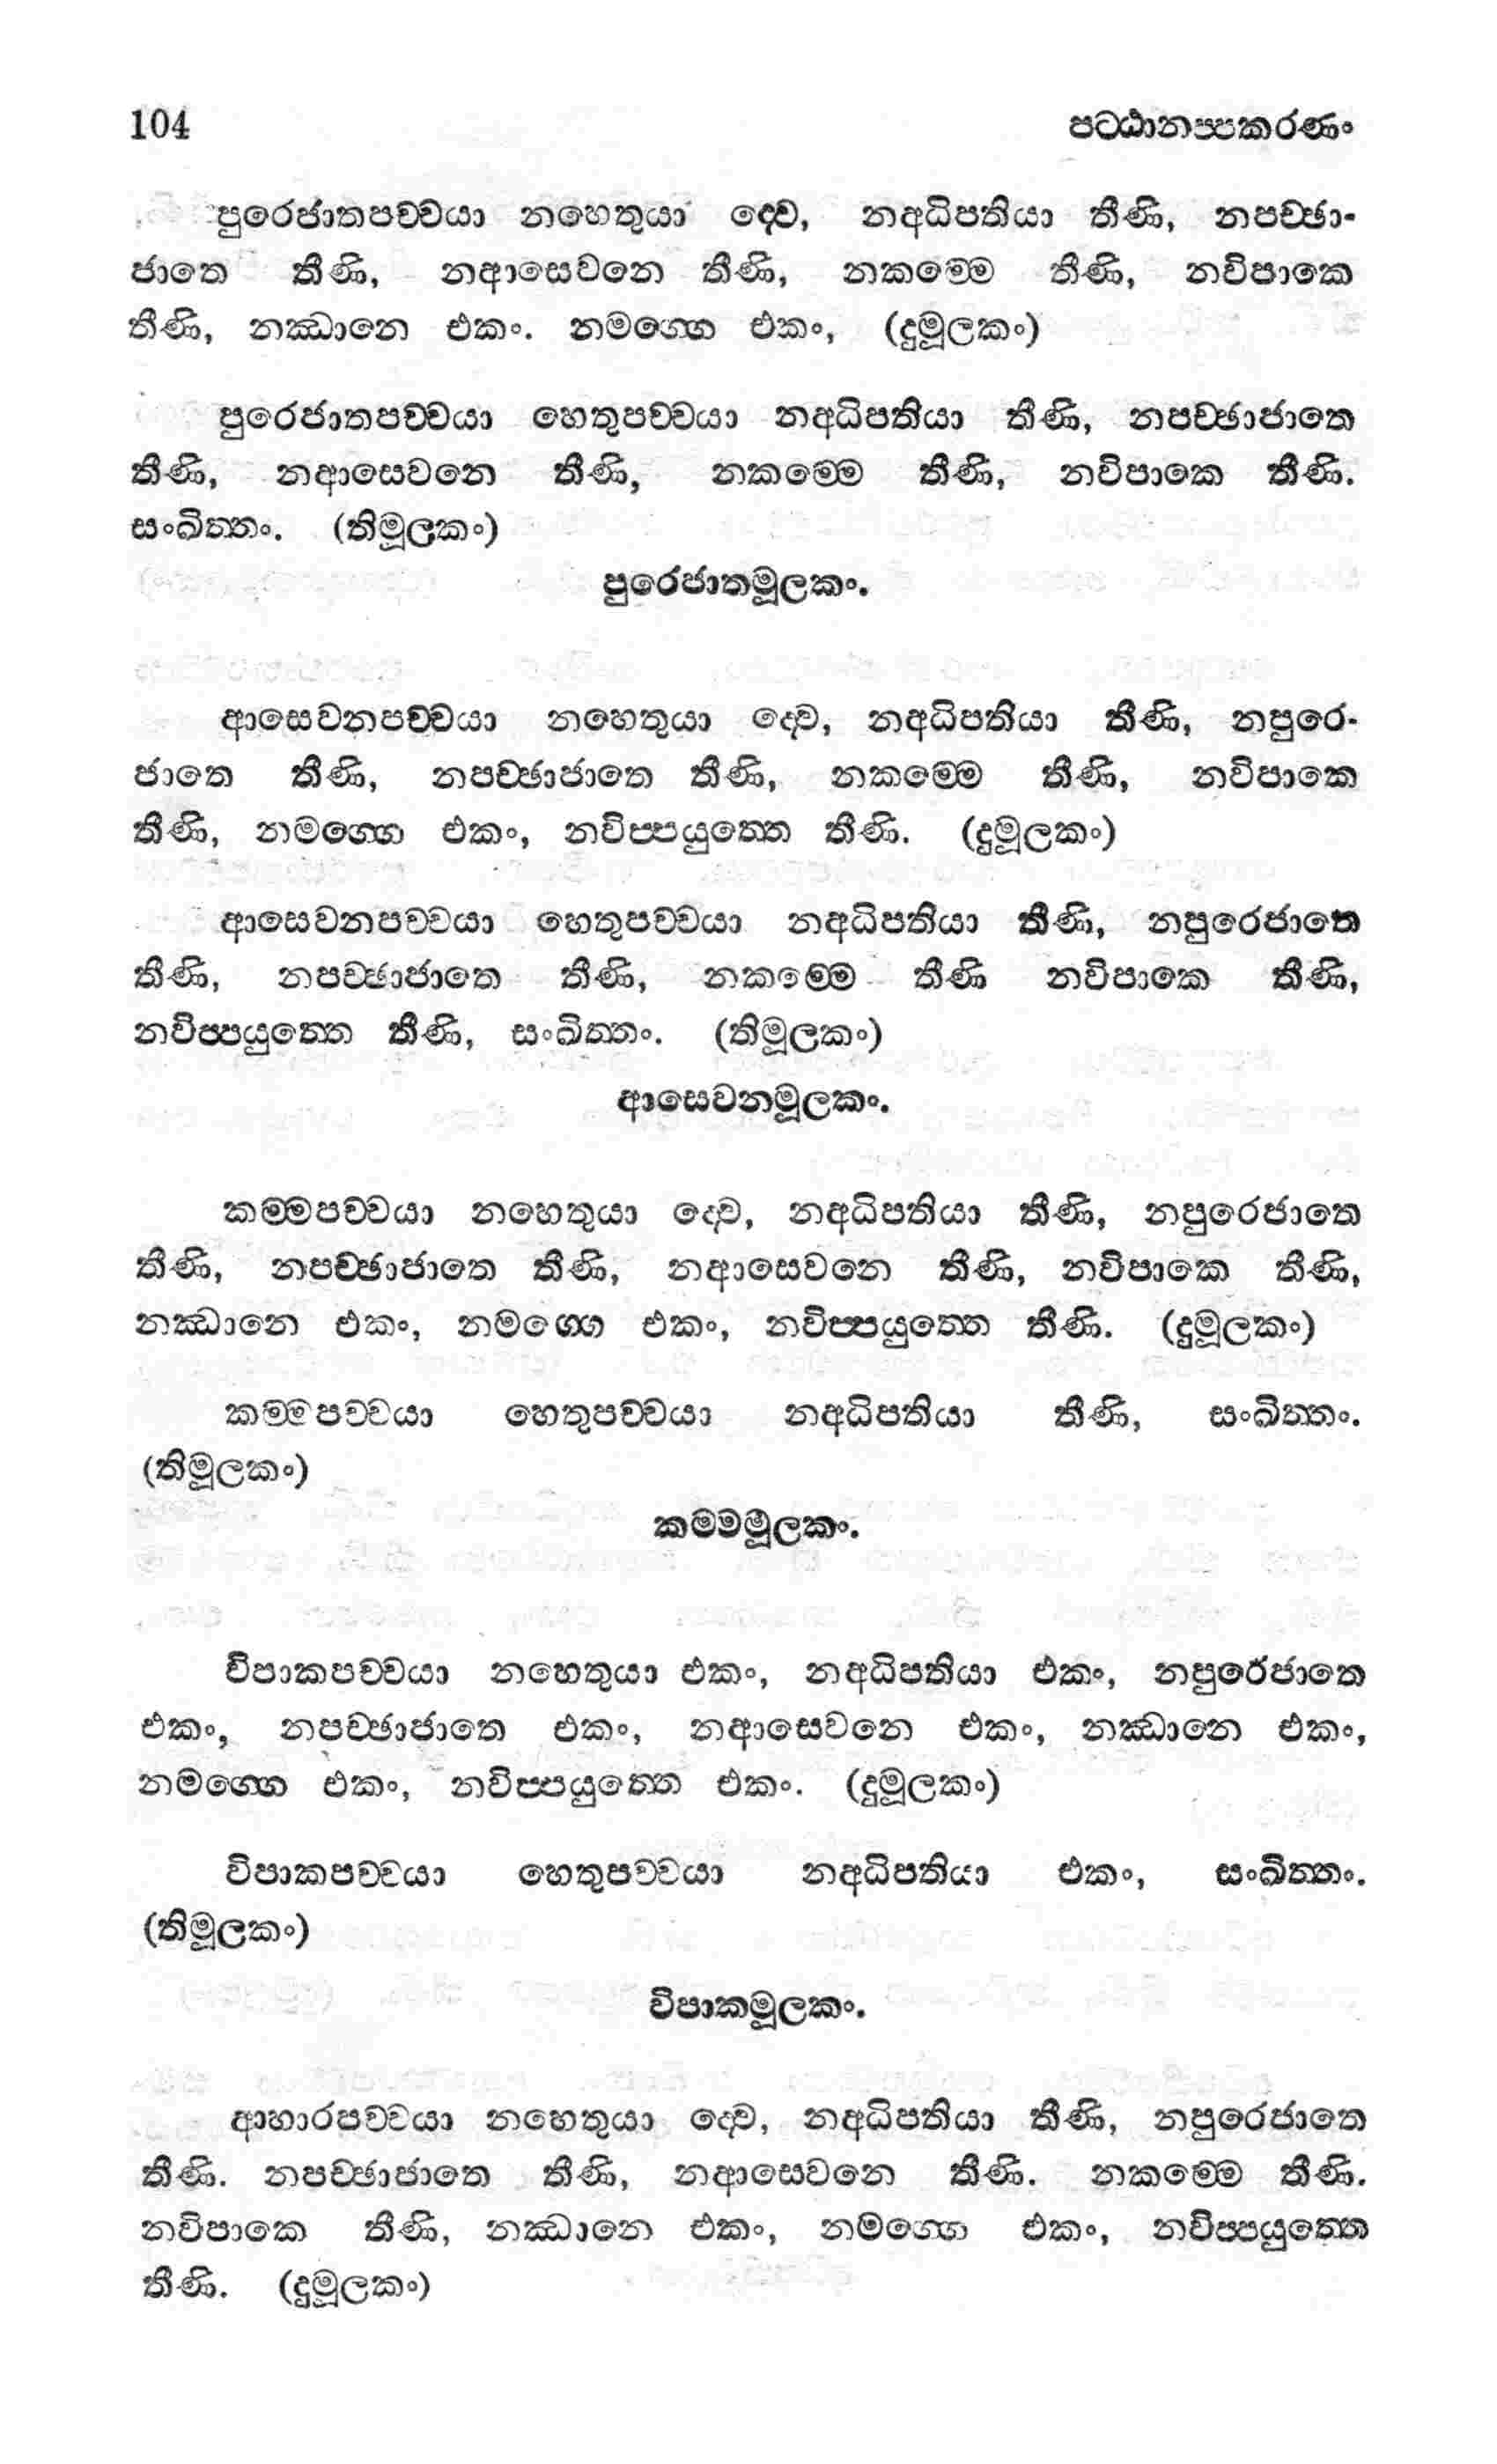 104 පට‍්ඨානප‍්පකරණං
පුරෙජාතපච‍්චයා නහෙතුයා ද‍්වෙ, නඅධිපතියා තීණි, නපච‍්ඡා-
ජාතෙ තීණි, නආසෙවනෙ තීණි, නකම‍්මෙ තීණි, නවිපාකෙ
තීණි, නඣානෙ එකං. නමග‍්ගෙ එකං, (දුමූලකං)
පුරෙජාතපච‍්චයා හෙතුපච‍්චයා නඅධිපතියා තීණි, නපච‍්ඡාජාතෙ
තීණි, නආසෙවනෙ තීණි, නකම‍්මෙ තීණි, නවිපාකෙ තීණි.
සංඛිත‍්තං. (තිමූලකං)
පුරෙජාතමූලකං.
ආසෙවනපච‍්චයා නහෙතුයා ද‍්වෙ, නඅධිපතියා තීණි, නපුරෙ-
ජාතෙ තීණි, නපච‍්ඡාජාතෙ තීණි, නකම‍්මෙ තීණි, නවිපාකෙ
තීණි, නමග‍්ගෙ එකං, නවිප‍්පයුත‍්තෙ තීණි. (දුමූලකං)
ආසෙවනපච‍්චයා හෙතුපච‍්චයා නඅධිපතියා තීණි, නපුරෙජාතෙ
තීණි, නපච‍්ඡාජාතෙ තීණි, නකම‍්මෙ තීණි නවිපාකෙ තීණි,
නවිප‍්පයුත‍්තෙ තීණි, සංඛිත‍්තං. (තිමූලකං)
ආසෙවනමූලකං.
කම‍්මපච‍්චයා නහෙතුයා ද‍්වෙ, නඅධිපතියා තීණි, නපුරෙජාතෙ
තීණි, නපච‍්ඡාජාතෙ තීණි, නආසෙවනෙ තීණි, නවිපාකෙ තීණි,
නඣානෙ එකං, නමග‍්ගෙ එකං, නවිප‍්පයුත‍්තෙ තීණි. (දුමූලකං)
කම‍්මපච‍්චයා හෙතුපච‍්චයා නඅධිපතියා තීණි, සංඛිත‍්තං.
(තිමූලකං)
කම‍්මමූලකං.
විපාකපච‍්චයා නහෙතුයා එකං, නඅධිපතියා එකං, නපුරෙජාතෙ
එකං, නපච‍්ඡාජාතෙ එකං, නආසෙවනෙ එකං, නඣානෙ එකං,
නමග‍්ගෙ එකං, නවිප‍්පයුත‍්තෙ එකං. (දුමූලකං)
විපාකපච‍්චයා හෙතුපච‍්චයා නඅධිපතියා එකං, සංඛිත‍්තං.
(තිමූලකං)
විපාකමූලකං.
ආහාරපච‍්චයා නහෙතුයා ද‍්වෙ, නඅධිපතියා තීණි, නපුරෙජාතෙ
තීණි. නපච‍්ඡාජාතෙ තීණි, නආසෙවනෙ තීණි. නකම‍්මෙ තීණි.
නවිපාකෙ තීණි, නඣානෙ එකං, නමග‍්ගෙ එකං, නවිප‍්පයුත‍්තෙ
තීණි. (දුමූලකං)